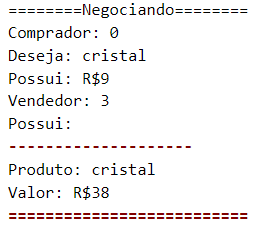 ========Negociando========
Comprador: 0
Deseja: cristal
Possui: R$9
Vendedor: 3
Possui:
--------------------
Produto: cristal
Valor: R$38
==========================